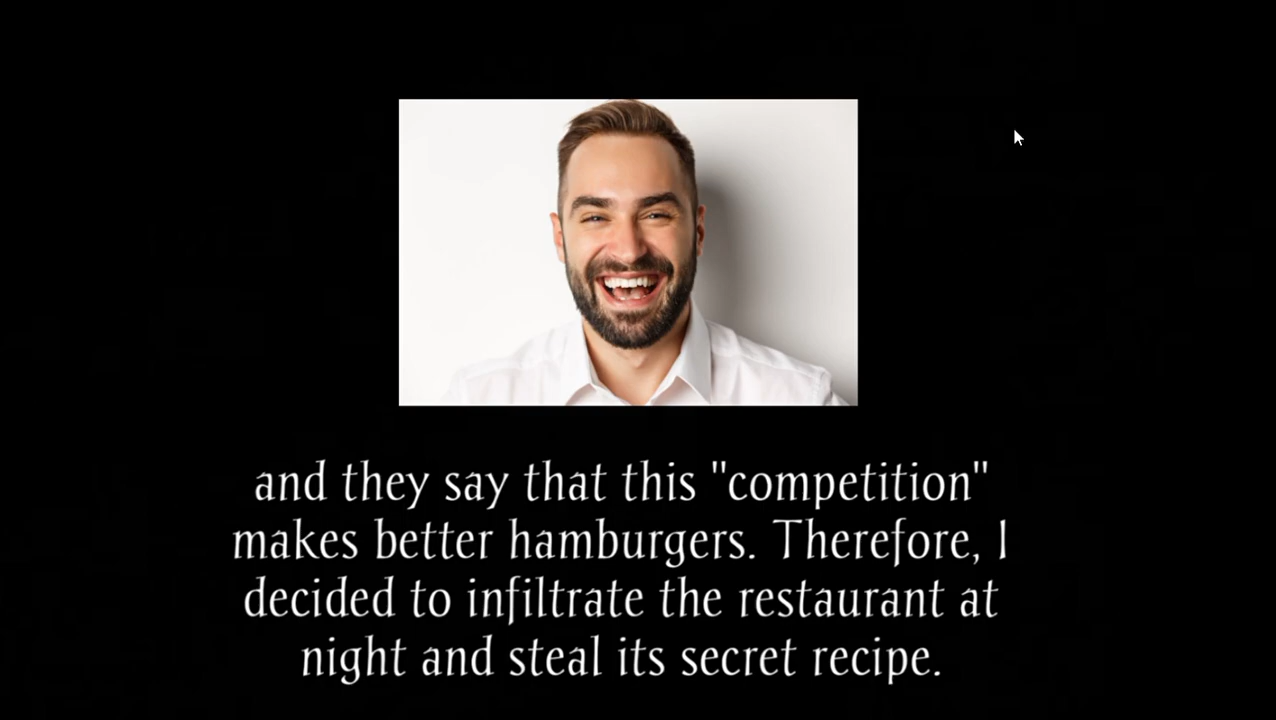 and they say that this "competition"
makes better hamburgers. Therefore, I
decided to infiltrate the restaurant at
night and steal its secret recipe.